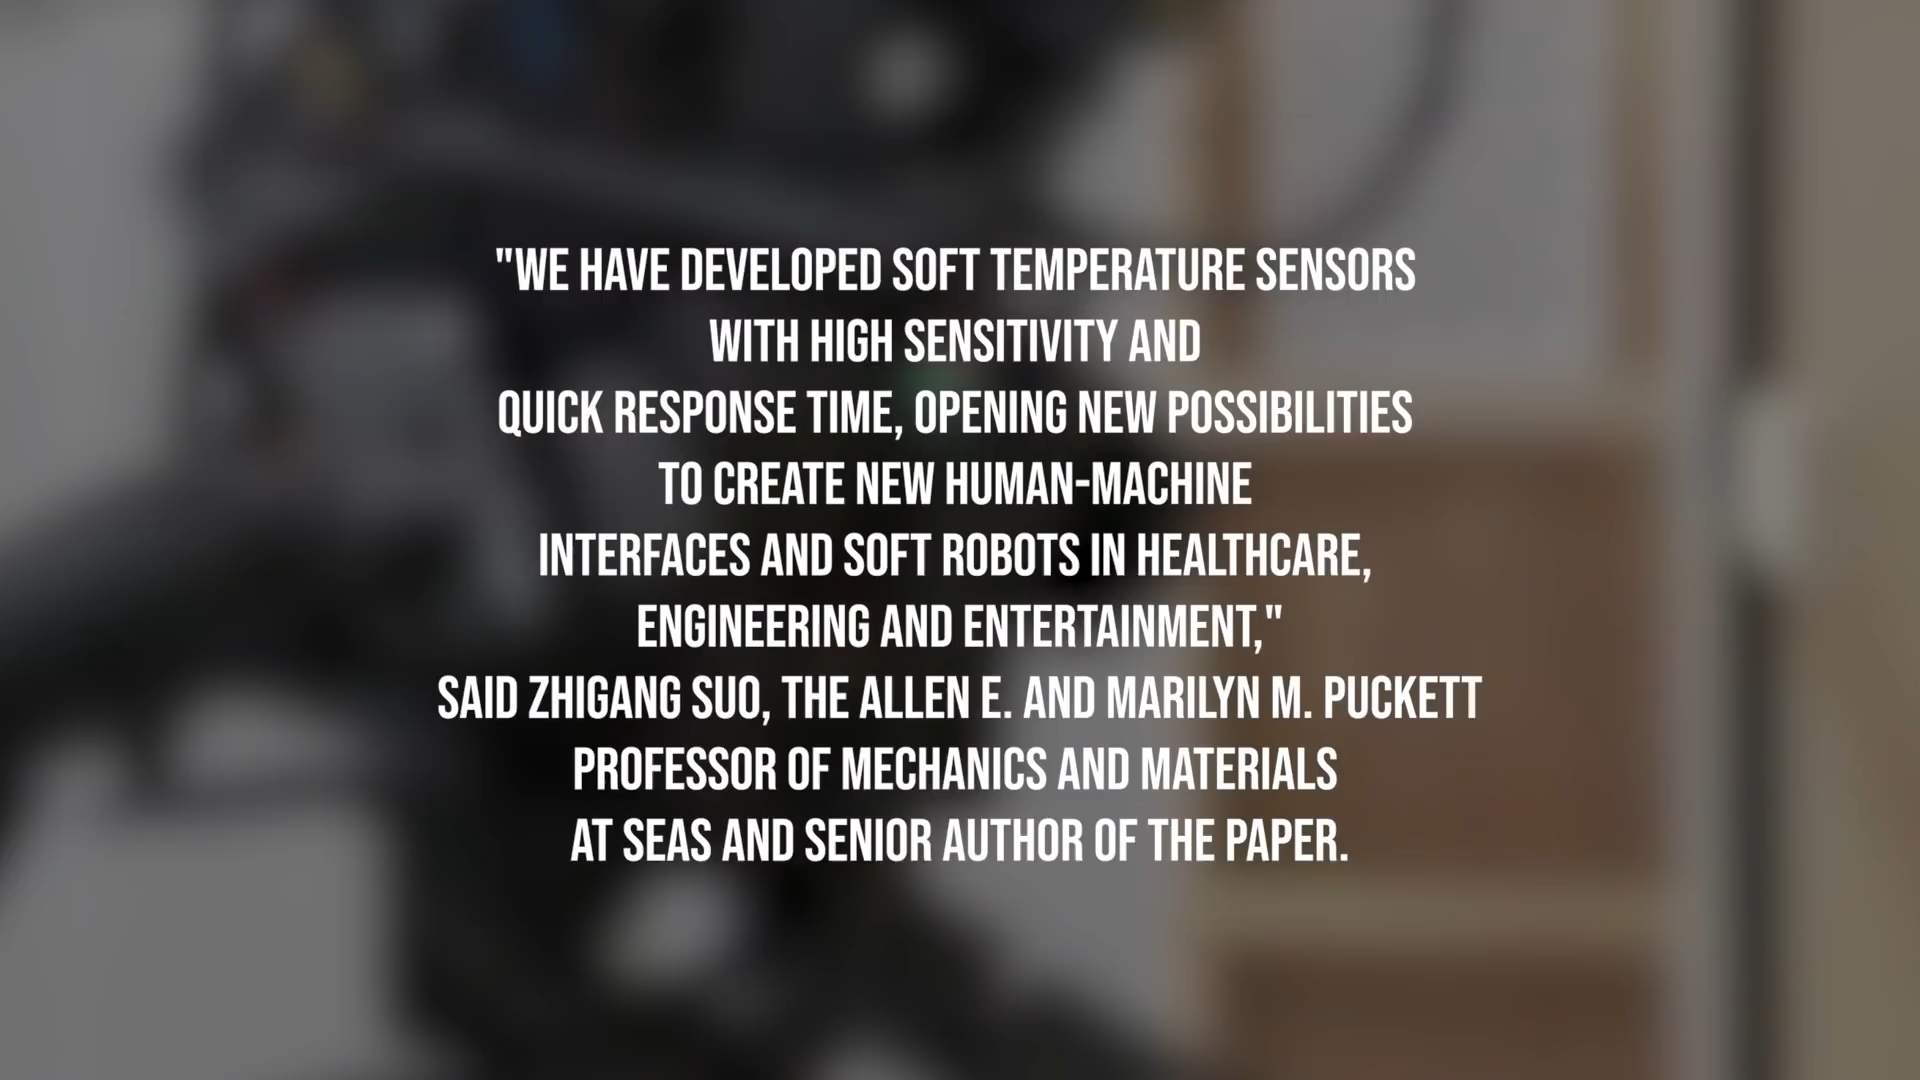 "WE HAVE DEVELOPED SOFT TEMPERATURE SENSORS
WITH HIGH SENSITIVITY AND
QUICK RESPONSE TIME, OPENING NEW POSSIBILITIES
TO CREATE NEW HUMAN-MACHINE
INTERFACES AND SOFT ROBOTS IN HEALTHCARE,
ENGINEERING AND ENTERTAINMENT,"
SAID ZHIGANG SUO, THE ALLEN E. AND MARILYN M. PUCKETT
PROFESSOR OF MECHANICS AND MATERIALS
AT SEAS AND SENIOR AUTHOR OF THE PAPER.